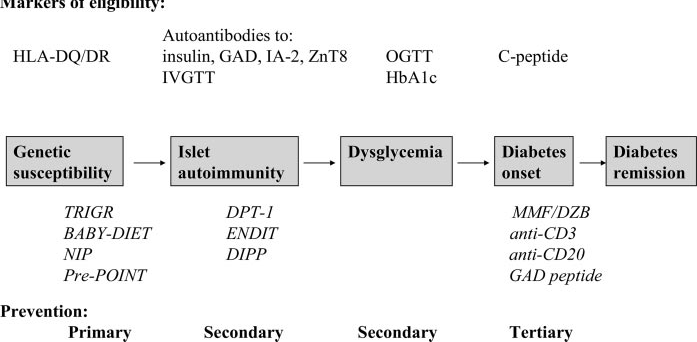 Markers of eligibility:
Autoantibodies to:
HLA-DQ/DR insulin, GAD, IA-2, ZnT8 OGTT C-peptide
IVGTT HbA1c
Genetic Islet Dysglycemia Diabetes Diabetes
susceptibility autoimmunity onset remission
TRIGR DPT-1 MMF/DZB
BABY-DIET ENDIT anti-CD3
NIP DIPP anti-CD20
Pre-POINT GAD peptide
Prevention:
Primary Secondary Secondary Tertiary